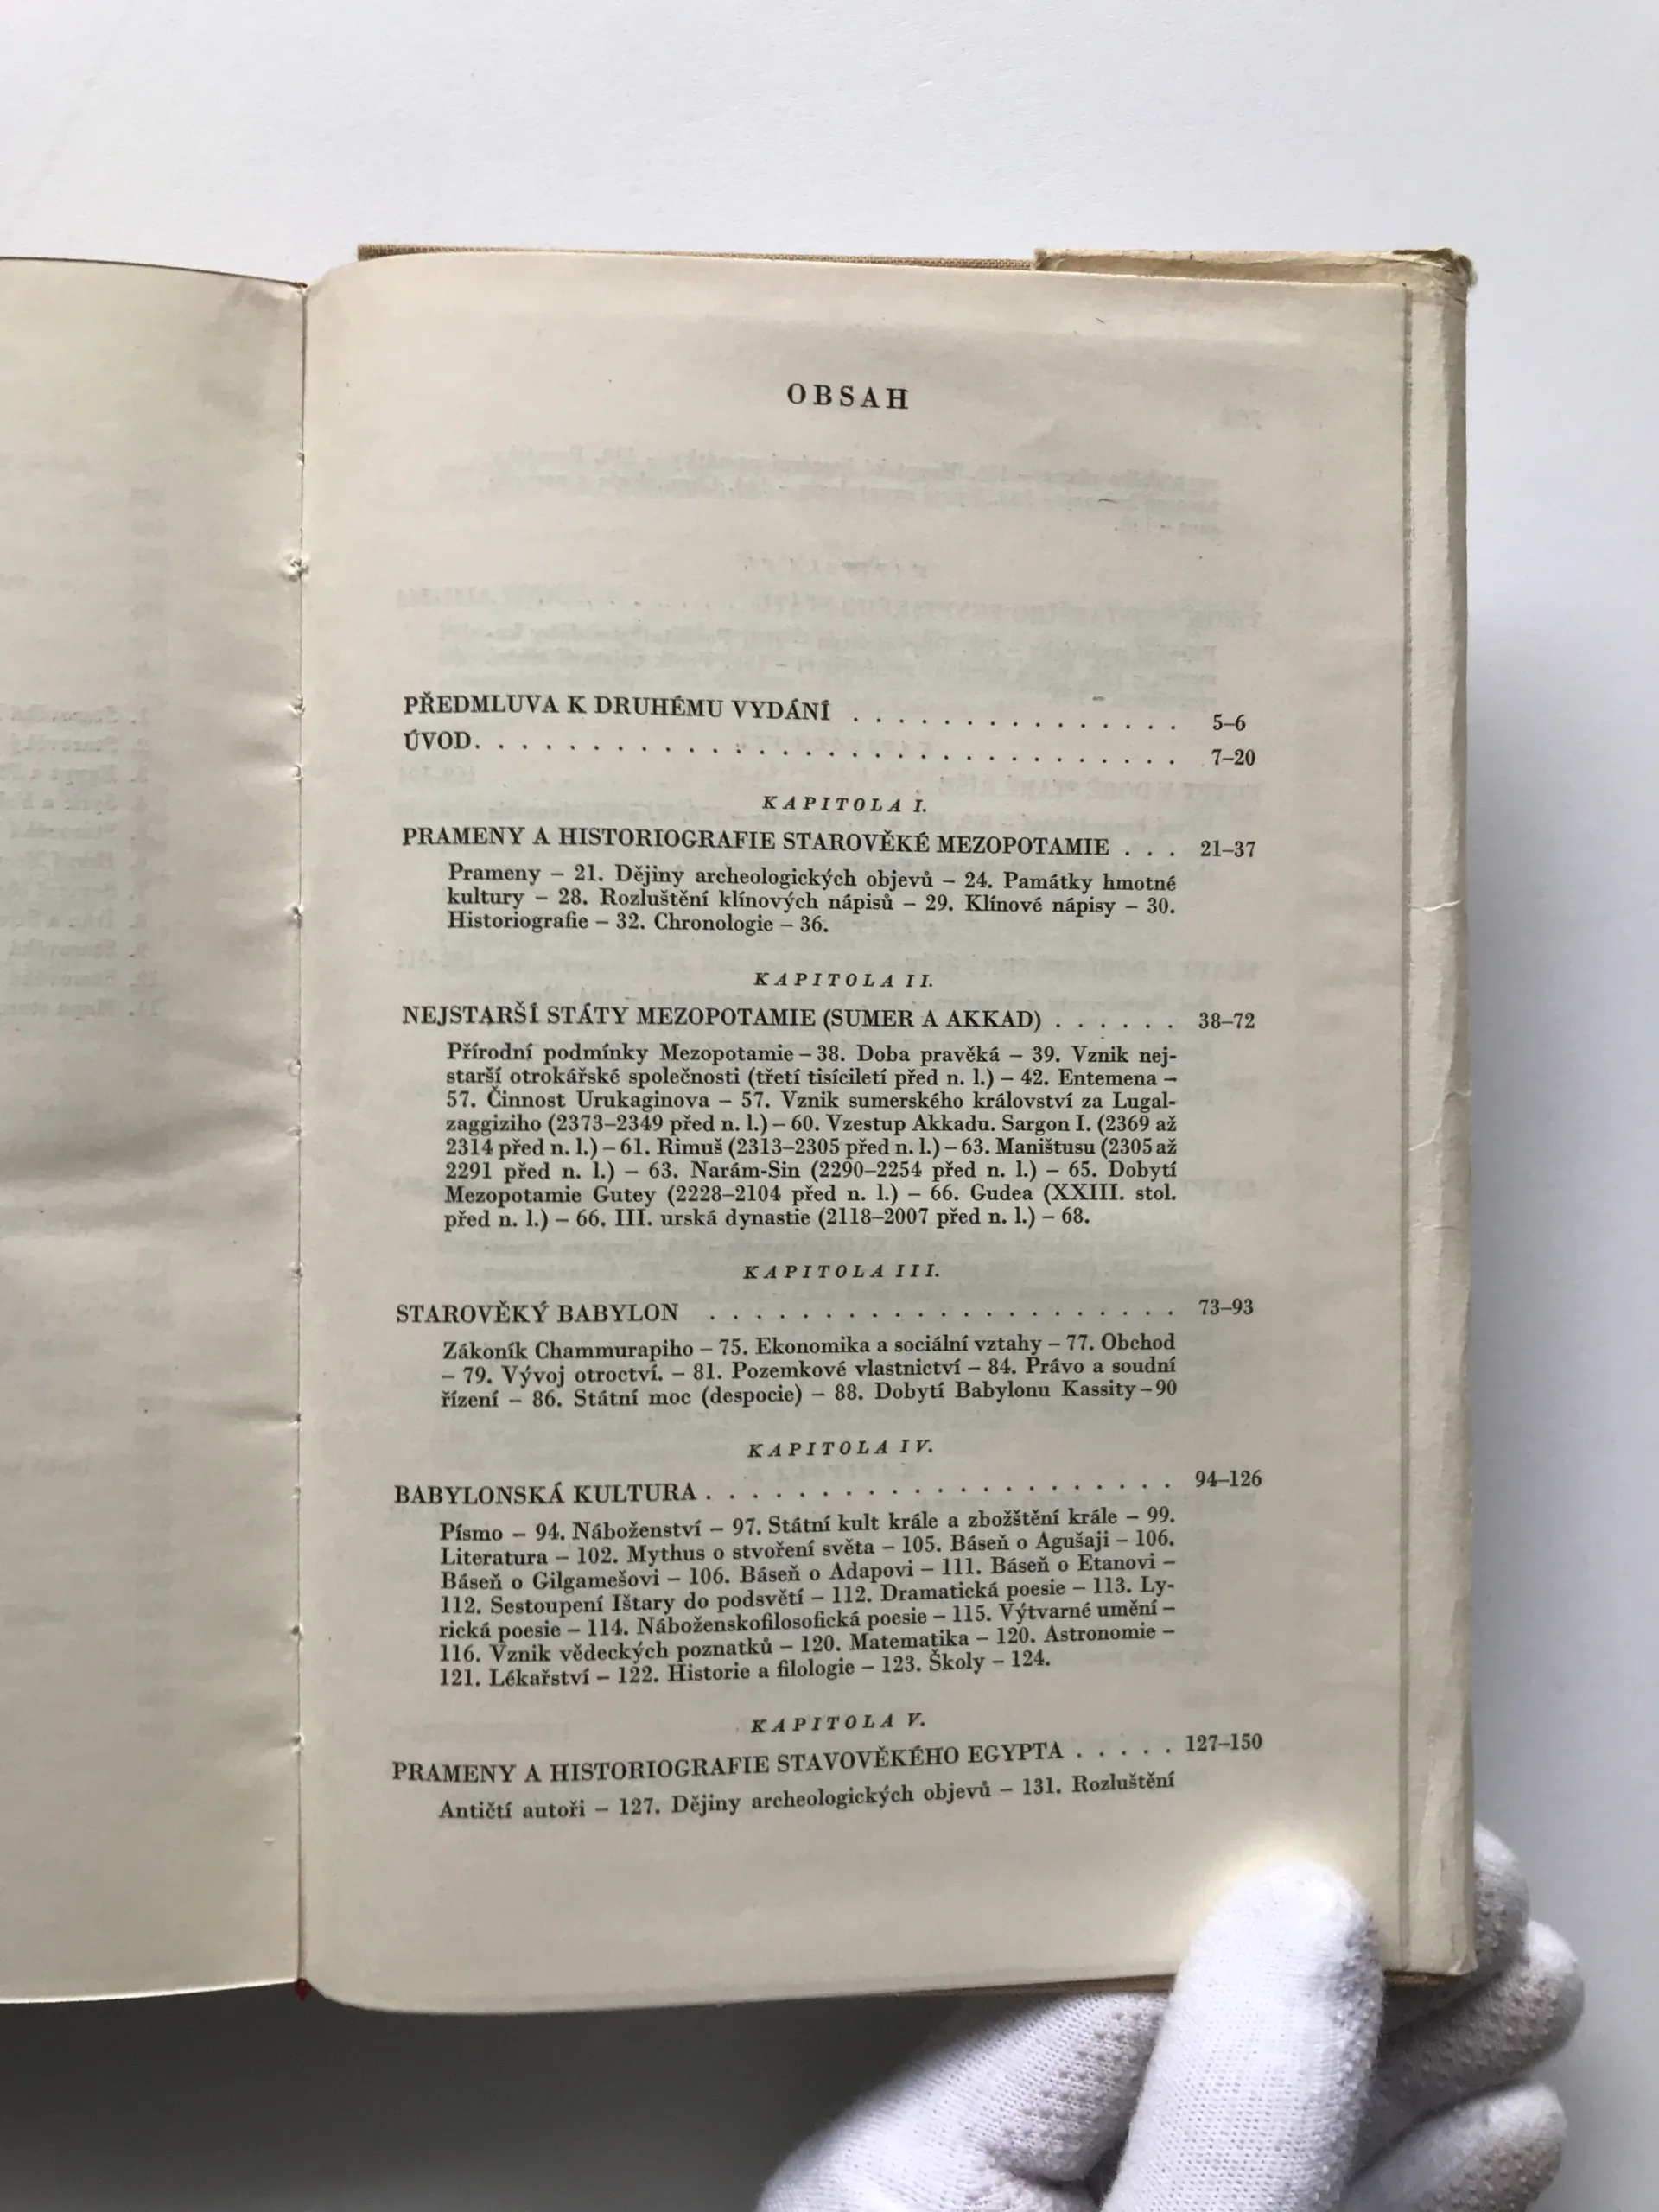 OBSAH
PŘEDMLUVA K DRUHÉMU VYDÁNÍ . . . . . . . . . . . . . . 5–6
ÚVOD. . . . . . . . . . . . . . . . . . . . . . . . . . . . . . 7–20
KAPITOLA I.
PRAMENY A HISTORIOGRAFIE STAROVĚKÉ MEZOPOTAMIE . . . 21–37
Prameny – 21. Dějiny archeologických objevů – 24. Památky hmotné
kultury – 28. Rozluštění klínových nápisů – 29. Klínové nápisy – 30.
Historiografie – 32. Chronologie – 36.
KAPITOLA II.
NEJSTARŠÍ STÁTY MEZOPOTAMIE (SUMER A AKKAD) . . . . . . 38–72
Přírodní podmínky Mezopotamie – 38. Doba pravěká – 39. Vznik nej-
starší otrokářské společnosti (třetí tisíciletí před n. l.) – 42. Entemena –
57. Činnost Urukaginova – 57. Vznik sumerského království za Lugal-
zaggiziho (2373–2349 před n. l.) – 60. Vzestup Akkadu. Sargon I. (2369 až
2314 před n. l.) – 61. Rimuš (2313–2305 před n. l.) – 63. Maništusu (2305 až
2291 před n. l.) – 63. Narám-Sin (2290–2254 před n. l.) – 65. Dobytí
Mezopotamie Gutey (2228–2104 před n. l.) – 66. Gudea (XXIII. stol.
před n. l.) – 66. III. urská dynastie (2118–2007 před n. l.) – 68.
KAPITOLA III.
STAROVĚKÝ BABYLON . . . . . . . . . . . . . . . . . . . . 73–93
Zákoník Chammurapiho – 75. Ekonomika a sociální vztahy – 77. Obchod
– 79. Vývoj otroctví. – 81. Pozemkové vlastnictví – 84. Právo a soudní
řízení – 86. Státní moc (despocie) – 88. Dobytí Babylonu Kassity – 90
KAPITOLA IV.
BABYLONSKÁ KULTURA . . . . . . . . . . . . . . . . . . . . 94–126
Písmo – 94. Náboženství – 97. Státní kult krále a zbožštění krále – 99.
Literatura – 102. Mythus o stvoření světa – 105. Báseň o Agušaji – 106.
Báseň o Gilgamešovi – 106. Báseň o Adapovi – 111. Báseň o Etanovi –
112. Sestoupení Ištary do podsvětí – 112. Dramatická poesie – 113. Ly-
rická poesie – 114. Náboženskofilosofická poesie – 115. Výtvarné umění –
116. Vznik vědeckých poznatků – 120. Matematika – 120. Astronomie –
121. Lékařství – 122. Historie a filologie – 123. Školy – 124.
KAPITOLA V.
PRAMENY A HISTORIOGRAFIE STAVOVĚKÉHO EGYPTA . . . . . 127–150
Antičtí autoři – 127. Dějiny archeologických objevů – 131. Rozluštění